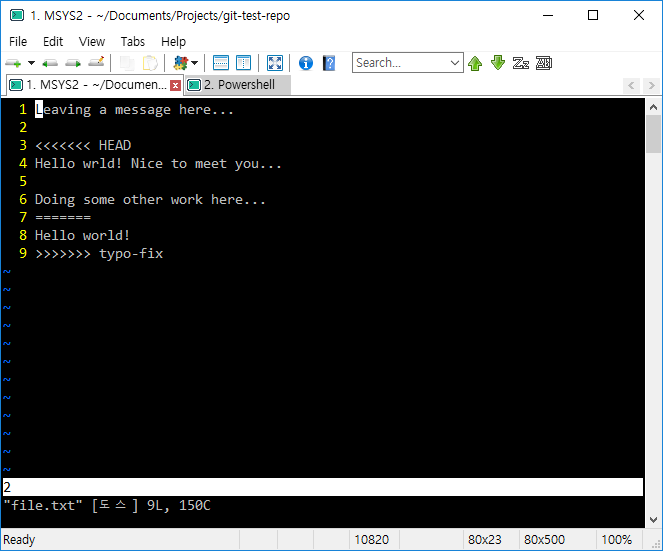 1. MSYS2 - ~/Documents/Projects/git-test-repo
File Edit View Tabs Help
Search...
1. MSYS2 - ~/Documen... 2. Powershell
1 Leaving a message here...
2
3 <<<<<<< HEAD
4 Hello wrld! Nice to meet you...
5
6 Doing some other work here...
7 =======
8 Hello world!
9 >>>>>>> typo-fix
~
~
~
~
~
~
~
~
~
~
~
~
2
"file.txt" [도스] 9L, 150C
Ready 10820 80x23 80x500 100%